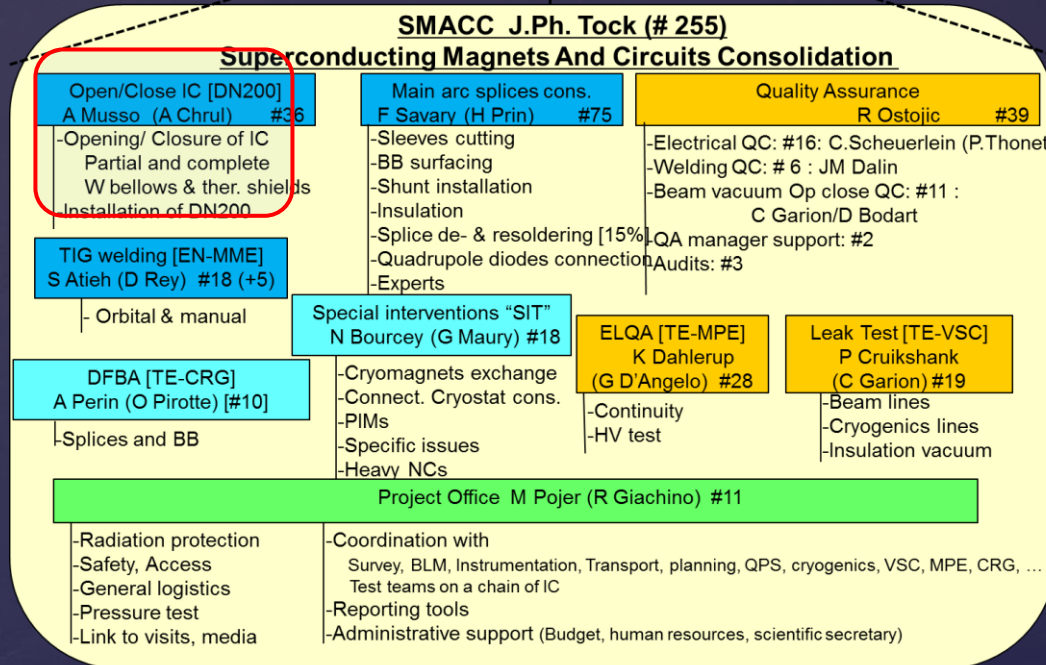 SMACC J.Ph. Tock (# 255)
Superconducting Magnets And Circuits Consolidation
Open/Close IC [DN200]
A Musso (A Chrul) #36
-Opening/ Closure of IC
Partial and complete
W bellows & ther. shields
-Installation of DN200
Main arc splices cons.
F Savary (H Prin) #75
-Sleeves cutting
-BB surfacing
-Shunt installation
-Insulation
-Splice de- & resoldering [15%]
-Quadrupole diodes connection
-Experts
Quality Assurance
R Ostojic #39
-Electrical QC: #16: C.Scheuerlein (P.Thonet
-Welding QC: # 6 : JM Dalin
-Beam vacuum Op close QC: #11 :
C Garion/D Bodart
-QA manager support: #2
-Audits: #3
TIG welding [EN-MME]
S Atieh (D Rey) #18 (+5)
- Orbital & manual
Special interventions “SIT”
N Bourcey (G Maury) #18
-Cryomagnets exchange
-Connect. Cryostat cons.
-PIMs
-Specific issues
-Heavy NCs
ELQA [TE-MPE]
K Dahlerup
(G D’Angelo) #28
-Continuity
-HV test
Leak Test [TE-VSC]
P Cruikshank
(C Garion) #19
-Beam lines
-Cryogenics lines
-Insulation vacuum
DFBA [TE-CRG]
A Perin (O Pirotte) [#10]
-Splices and BB
Project Office M Pojer (R Giachino) #11
-Radiation protection
-Safety, Access
-General logistics
-Pressure test
-Link to visits, media
-Coordination with
Survey, BLM, Instrumentation, Transport, planning, QPS, cryogenics, VSC, MPE, CRG, …
Test teams on a chain of IC
-Reporting tools
-Administrative support (Budget, human resources, scientific secretary)